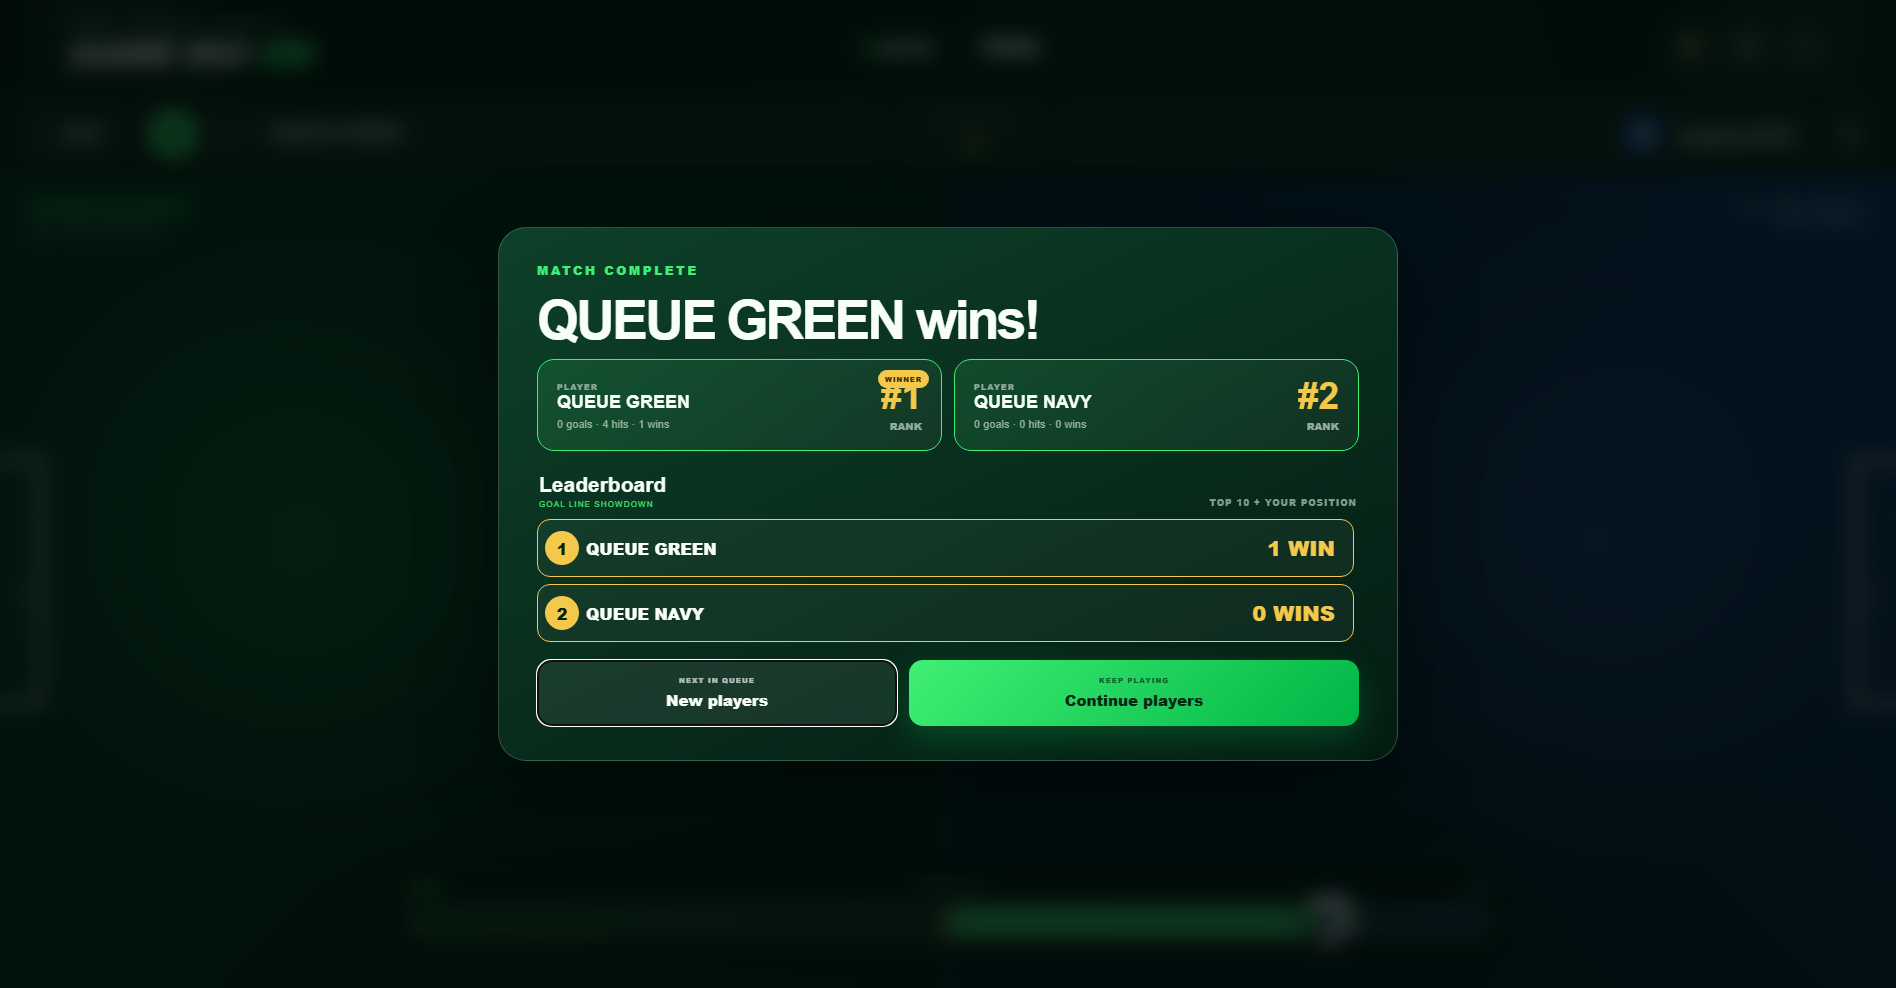 MATCH COMPLETE
QUEUE GREEN wins!
PLAYER
QUEUE GREEN
0 goals · 4 hits · 1 wins
WINNER
#1
RANK
PLAYER
QUEUE NAVY
0 goals · 0 hits · 0 wins
#2
RANK
Leaderboard
GOAL LINE SHOWDOWN
TOP 10 + YOUR POSITION
1 QUEUE GREEN 1 WIN
2 QUEUE NAVY 0 WINS
NEXT IN QUEUE
New players
KEEP PLAYING
Continue players